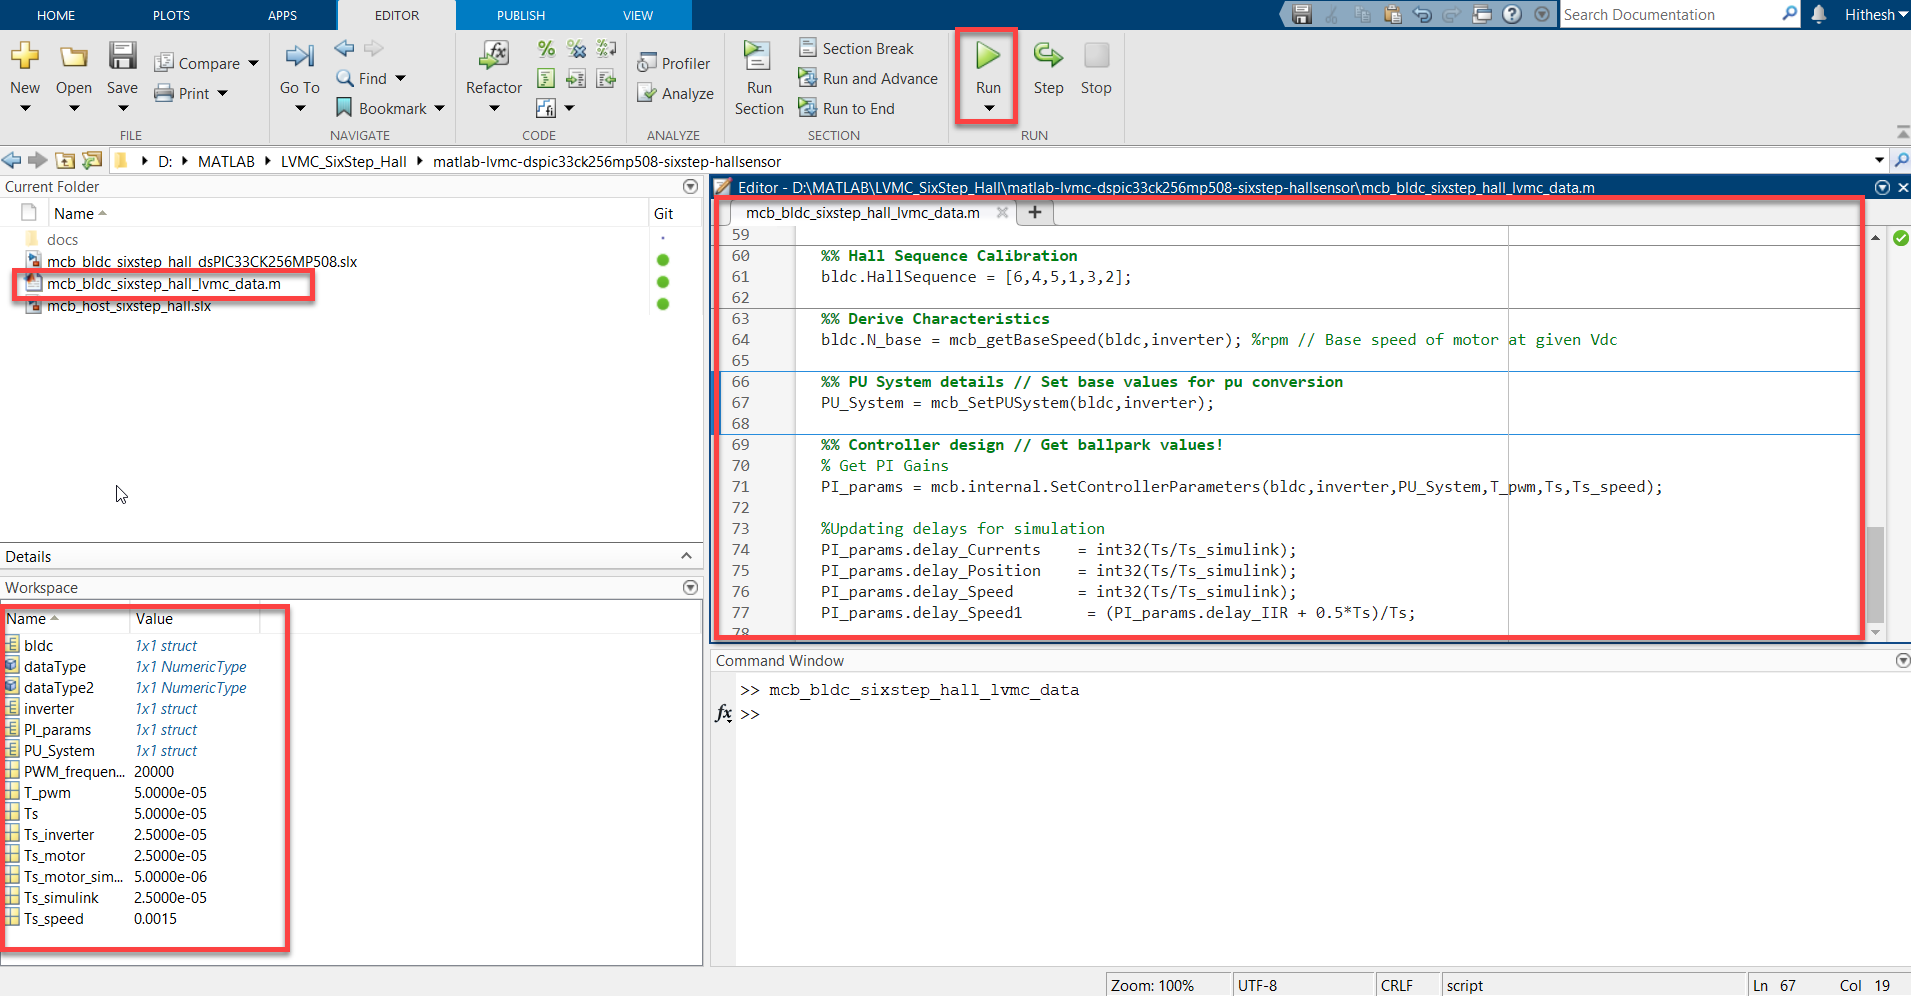 HOME PLOTS APPS EDITOR PUBLISH VIEW Search Documentation Hithesh
New Open Save Compare Print Go To Find Bookmark Refactor Profiler Analyze Run Section Section Break Run and Advance Run to End Run Step Stop
FILE NAVIGATE CODE ANALYZE SECTION RUN
D: MATLAB LVMC_SixStep_Hall matlab-lvmc-dspic33ck256mp508-sixstep-hallsensor
Current Folder
Name Git
docs
mcb_bldc_sixstep_hall_dsPIC33CK256MP508.slx
mcb_bldc_sixstep_hall_lvmc_data.m
mcb_host_sixstep_hall.slx
Details
Workspace
Name Value
bldc 1x1 struct
dataType 1x1 NumericType
dataType2 1x1 NumericType
inverter 1x1 struct
PI_params 1x1 struct
PU_System 1x1 struct
PWM_frequen... 20000
T_pwm 5.0000e-05
Ts 5.0000e-05
Ts_inverter 2.5000e-05
Ts_motor 2.5000e-05
Ts_motor_sim... 5.0000e-06
Ts_simulink 2.5000e-05
Ts_speed 0.0015
Editor - D:\MATLAB\LVMC_SixStep_Hall\matlab-lvmc-dspic33ck256mp508-sixstep-hallsensor\mcb_bldc_sixstep_hall_lvmc_data.m
mcb_bldc_sixstep_hall_lvmc_data.m
59
60 %% Hall Sequence Calibration
61 bldc.HallSequence = [6,4,5,1,3,2];
62
63 %% Derive Characteristics
64 bldc.N_base = mcb_getBaseSpeed(bldc,inverter); %rpm // Base speed of motor at given Vdc
65
66 %% PU System details // Set base values for pu conversion
67 PU_System = mcb_SetPUSystem(bldc,inverter);
68
69 %% Controller design // Get ballpark values!
70 % Get PI Gains
71 PI_params = mcb.internal.SetControllerParameters(bldc,inverter,PU_System,T_pwm,Ts,Ts_speed);
72
73 %Updating delays for simulation
74 PI_params.delay_Currents = int32(Ts/Ts_simulink);
75 PI_params.delay_Position = int32(Ts/Ts_simulink);
76 PI_params.delay_Speed = int32(Ts/Ts_simulink);
77 PI_params.delay_Speed1 = (PI_params.delay_IIR + 0.5*Ts)/Ts;
78
Command Window
>> mcb_bldc_sixstep_hall_lvmc_data
fx >>
Zoom: 100% UTF-8 CRLF script Ln 67 Col 19